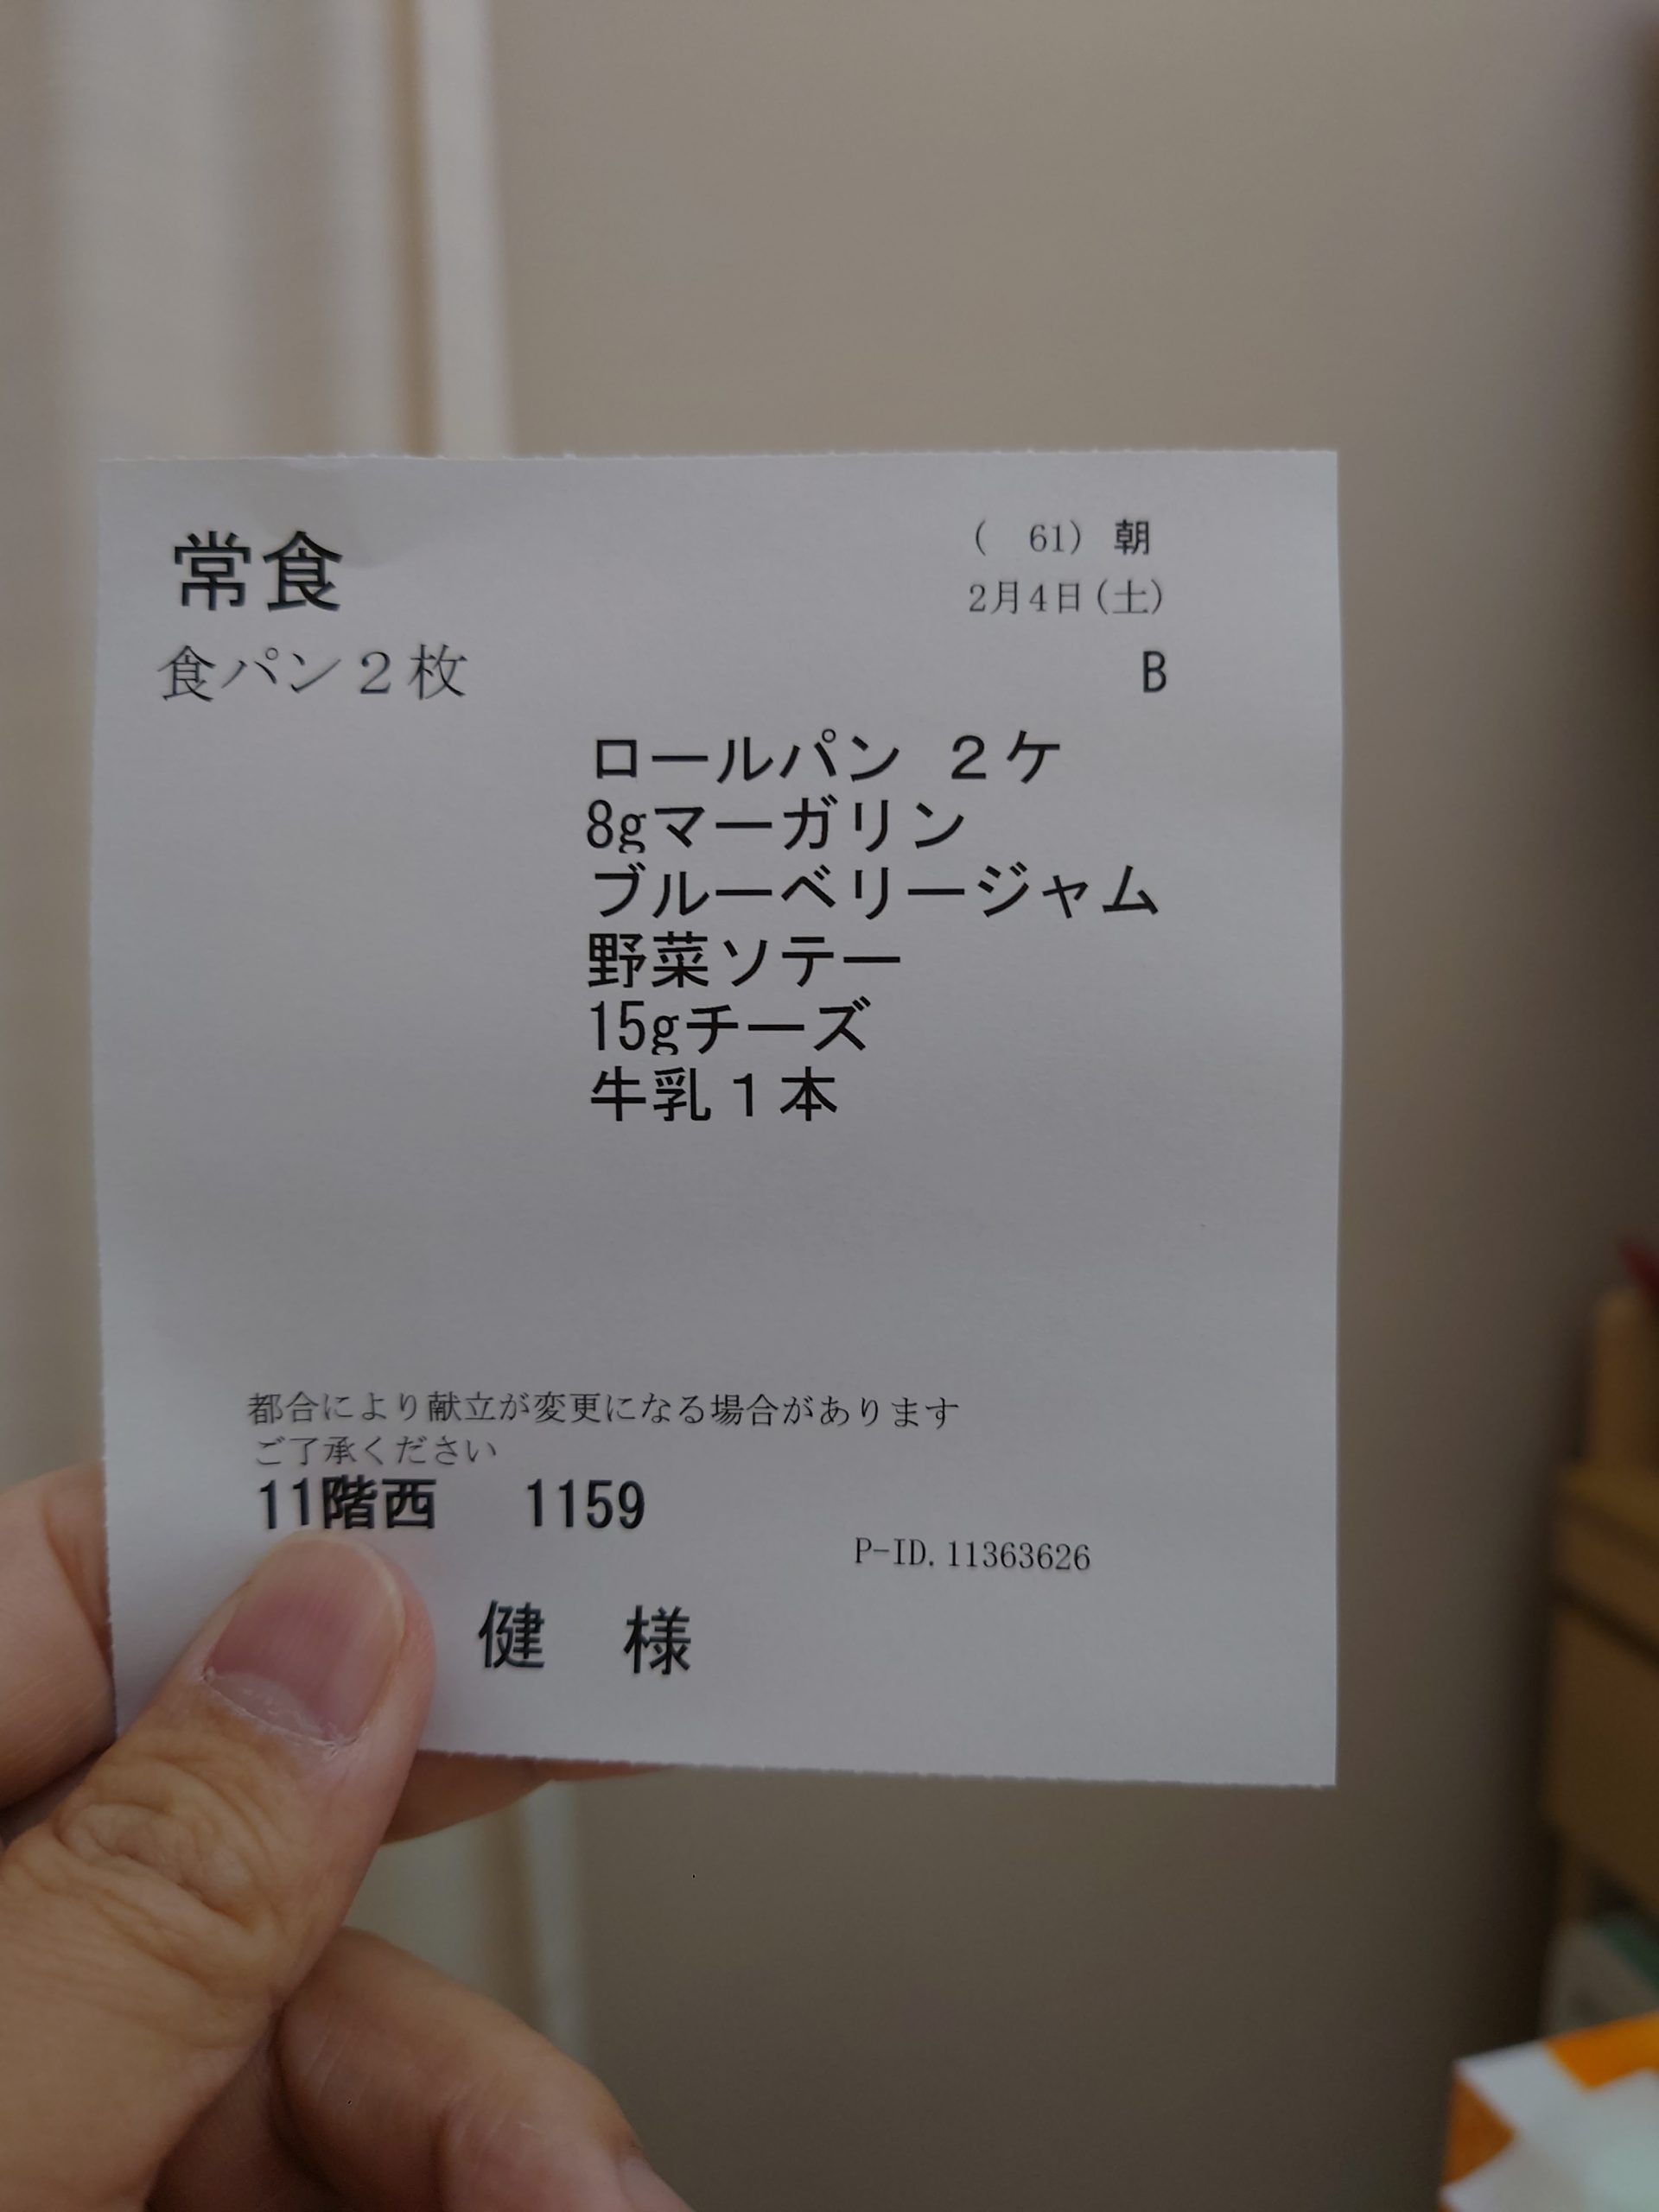 常食
( 61) 朝
2月4日(土)
食パン２枚
B
ロールパン ２ケ
8gマーガリン
ブルーベリージャム
野菜ソテー
15gチーズ
牛乳１本
都合により献立が変更になる場合があります
ご了承ください
11階西 1159
P-ID.11363626
健 様